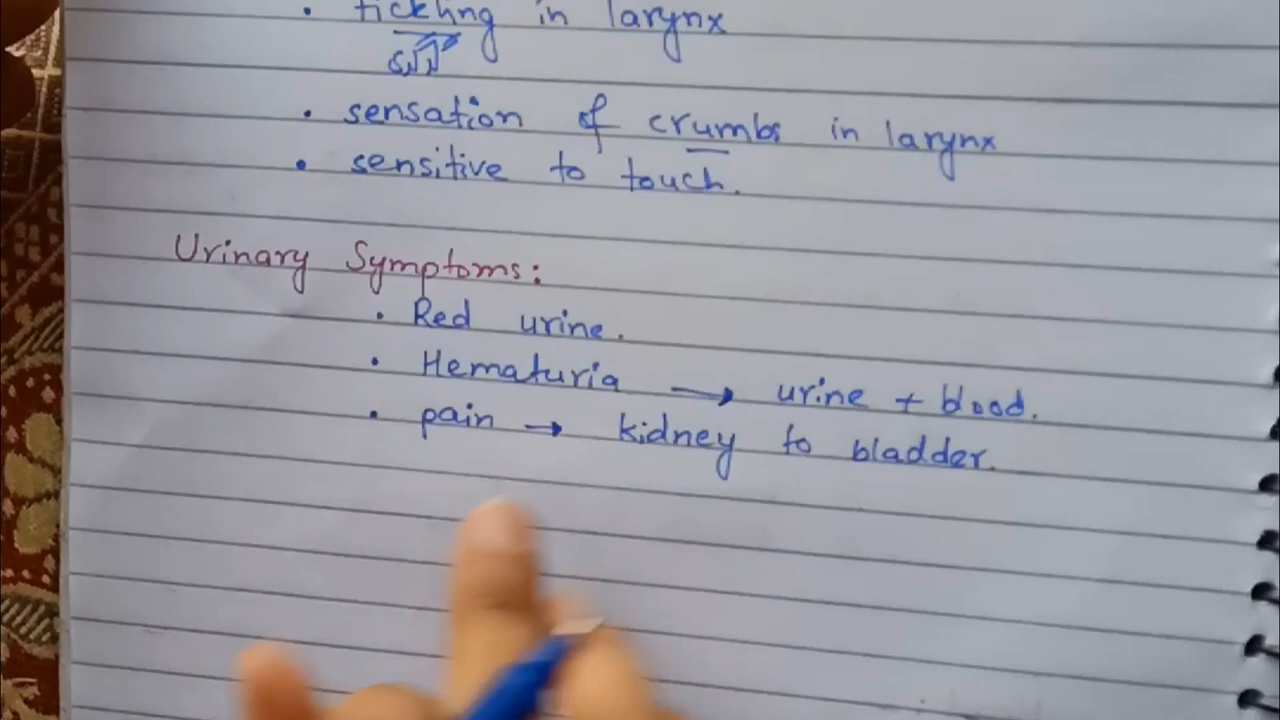 • tickling in larynx
• sensation of crumbs in larynx
• sensitive to touch.
Urinary Symptoms:
• Red urine.
• Hematuria → urine + blood.
• pain → kidney to bladder.